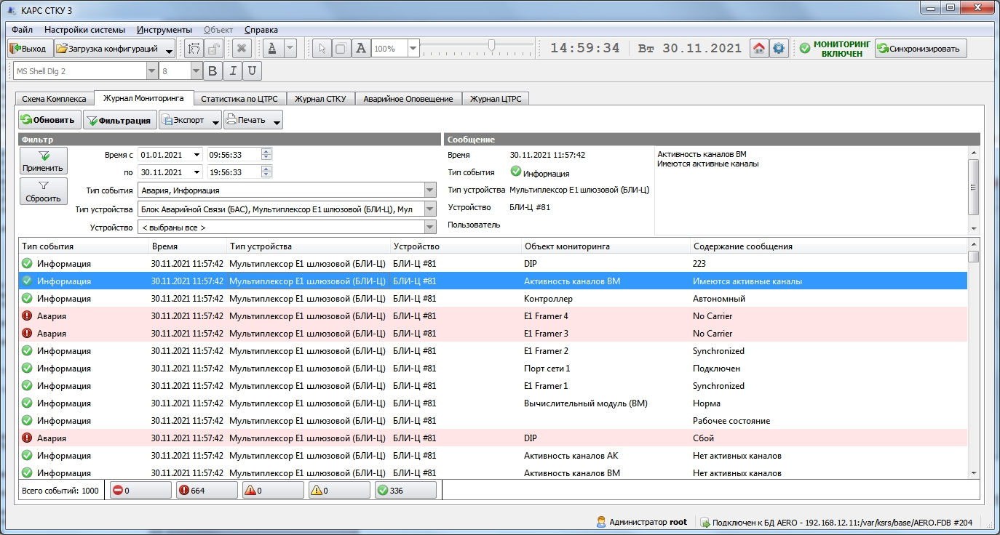 КАРС СТКУ 3
Файл Настройки системы Инструменты Объект Справка
Выход Загрузка конфигураций A 100% 14:59:34 Вт 30.11.2021 МОНИТОРИНГ ВКЛЮЧЕН Синхронизировать
MS Shell Dlg 2 8 B I U
Схема Комплекса Журнал Мониторинга Статистика по ЦТРС Журнал СТКУ Аварийное Оповещение Журнал ЦТРС
Обновить Фильтрация Экспорт Печать
Фильтр
Применить
Сбросить
Время с 01.01.2021 09:56:33
по 30.11.2021 19:56:33
Тип события Авария, Информация
Тип устройства Блок Аварийной Связи (БАС), Мультиплексор E1 шлюзовой (БЛИ-Ц), Мул
Устройство < выбраны все >
Сообщение
Время 30.11.2021 11:57:42
Тип события Информация
Тип устройства Мультиплексор E1 шлюзовой (БЛИ-Ц)
Устройство БЛИ-Ц #81
Пользователь
Активность каналов ВМ
Имеются активные каналы
Тип события Время Тип устройства Устройство Объект мониторинга Содержание сообщения
Информация 30.11.2021 11:57:42 Мультиплексор E1 шлюзовой (БЛИ-Ц) БЛИ-Ц #81 DIP 223
Информация 30.11.2021 11:57:42 Мультиплексор E1 шлюзовой (БЛИ-Ц) БЛИ-Ц #81 Активность каналов ВМ Имеются активные каналы
Информация 30.11.2021 11:57:42 Мультиплексор E1 шлюзовой (БЛИ-Ц) БЛИ-Ц #81 Контроллер Автономный
Авария 30.11.2021 11:57:42 Мультиплексор E1 шлюзовой (БЛИ-Ц) БЛИ-Ц #81 E1 Framer 4 No Carrier
Авария 30.11.2021 11:57:42 Мультиплексор E1 шлюзовой (БЛИ-Ц) БЛИ-Ц #81 E1 Framer 3 No Carrier
Информация 30.11.2021 11:57:42 Мультиплексор E1 шлюзовой (БЛИ-Ц) БЛИ-Ц #81 E1 Framer 2 Synchronized
Информация 30.11.2021 11:57:42 Мультиплексор E1 шлюзовой (БЛИ-Ц) БЛИ-Ц #81 Порт сети 1 Подключен
Информация 30.11.2021 11:57:42 Мультиплексор E1 шлюзовой (БЛИ-Ц) БЛИ-Ц #81 E1 Framer 1 Synchronized
Информация 30.11.2021 11:57:42 Мультиплексор E1 шлюзовой (БЛИ-Ц) БЛИ-Ц #81 Вычислительный модуль (ВМ) Норма
Информация 30.11.2021 11:57:42 Мультиплексор E1 шлюзовой (БЛИ-Ц) БЛИ-Ц #81 Рабочее состояние
Авария 30.11.2021 11:57:42 Мультиплексор E1 шлюзовой (БЛИ-Ц) БЛИ-Ц #81 DIP Сбой
Информация 30.11.2021 11:57:42 Мультиплексор E1 шлюзовой (БЛИ-Ц) БЛИ-Ц #81 Активность каналов АК Нет активных каналов
Информация 30.11.2021 11:57:42 Мультиплексор E1 шлюзовой (БЛИ-Ц) БЛИ-Ц #81 Активность каналов ВМ Нет активных каналов
Всего событий: 1000 0 664 0 0 336
Администратор root Подключен к БД AERO - 192.168.12.11:/var/ksrs/base/AERO.FDB #204